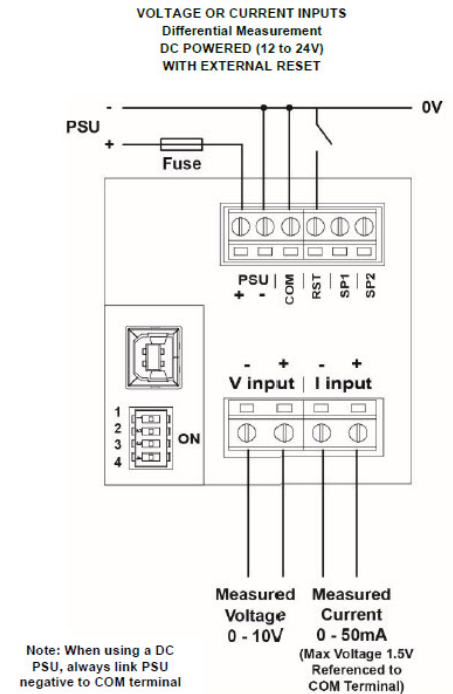 VOLTAGE OR CURRENT INPUTS
Differential Measurement
DC POWERED (12 to 24V)
WITH EXTERNAL RESET
-
0V
PSU
+
Fuse
PSU | COM | RST | SP1 | SP2
+ -
- + - +
V input | I input
1
2
3
4
ON
Measured Measured
Voltage Current
0 - 10V 0 - 50mA
(Max Voltage 1.5V
Referenced to
COM Terminal)
Note: When using a DC
PSU, always link PSU
negative to COM terminal